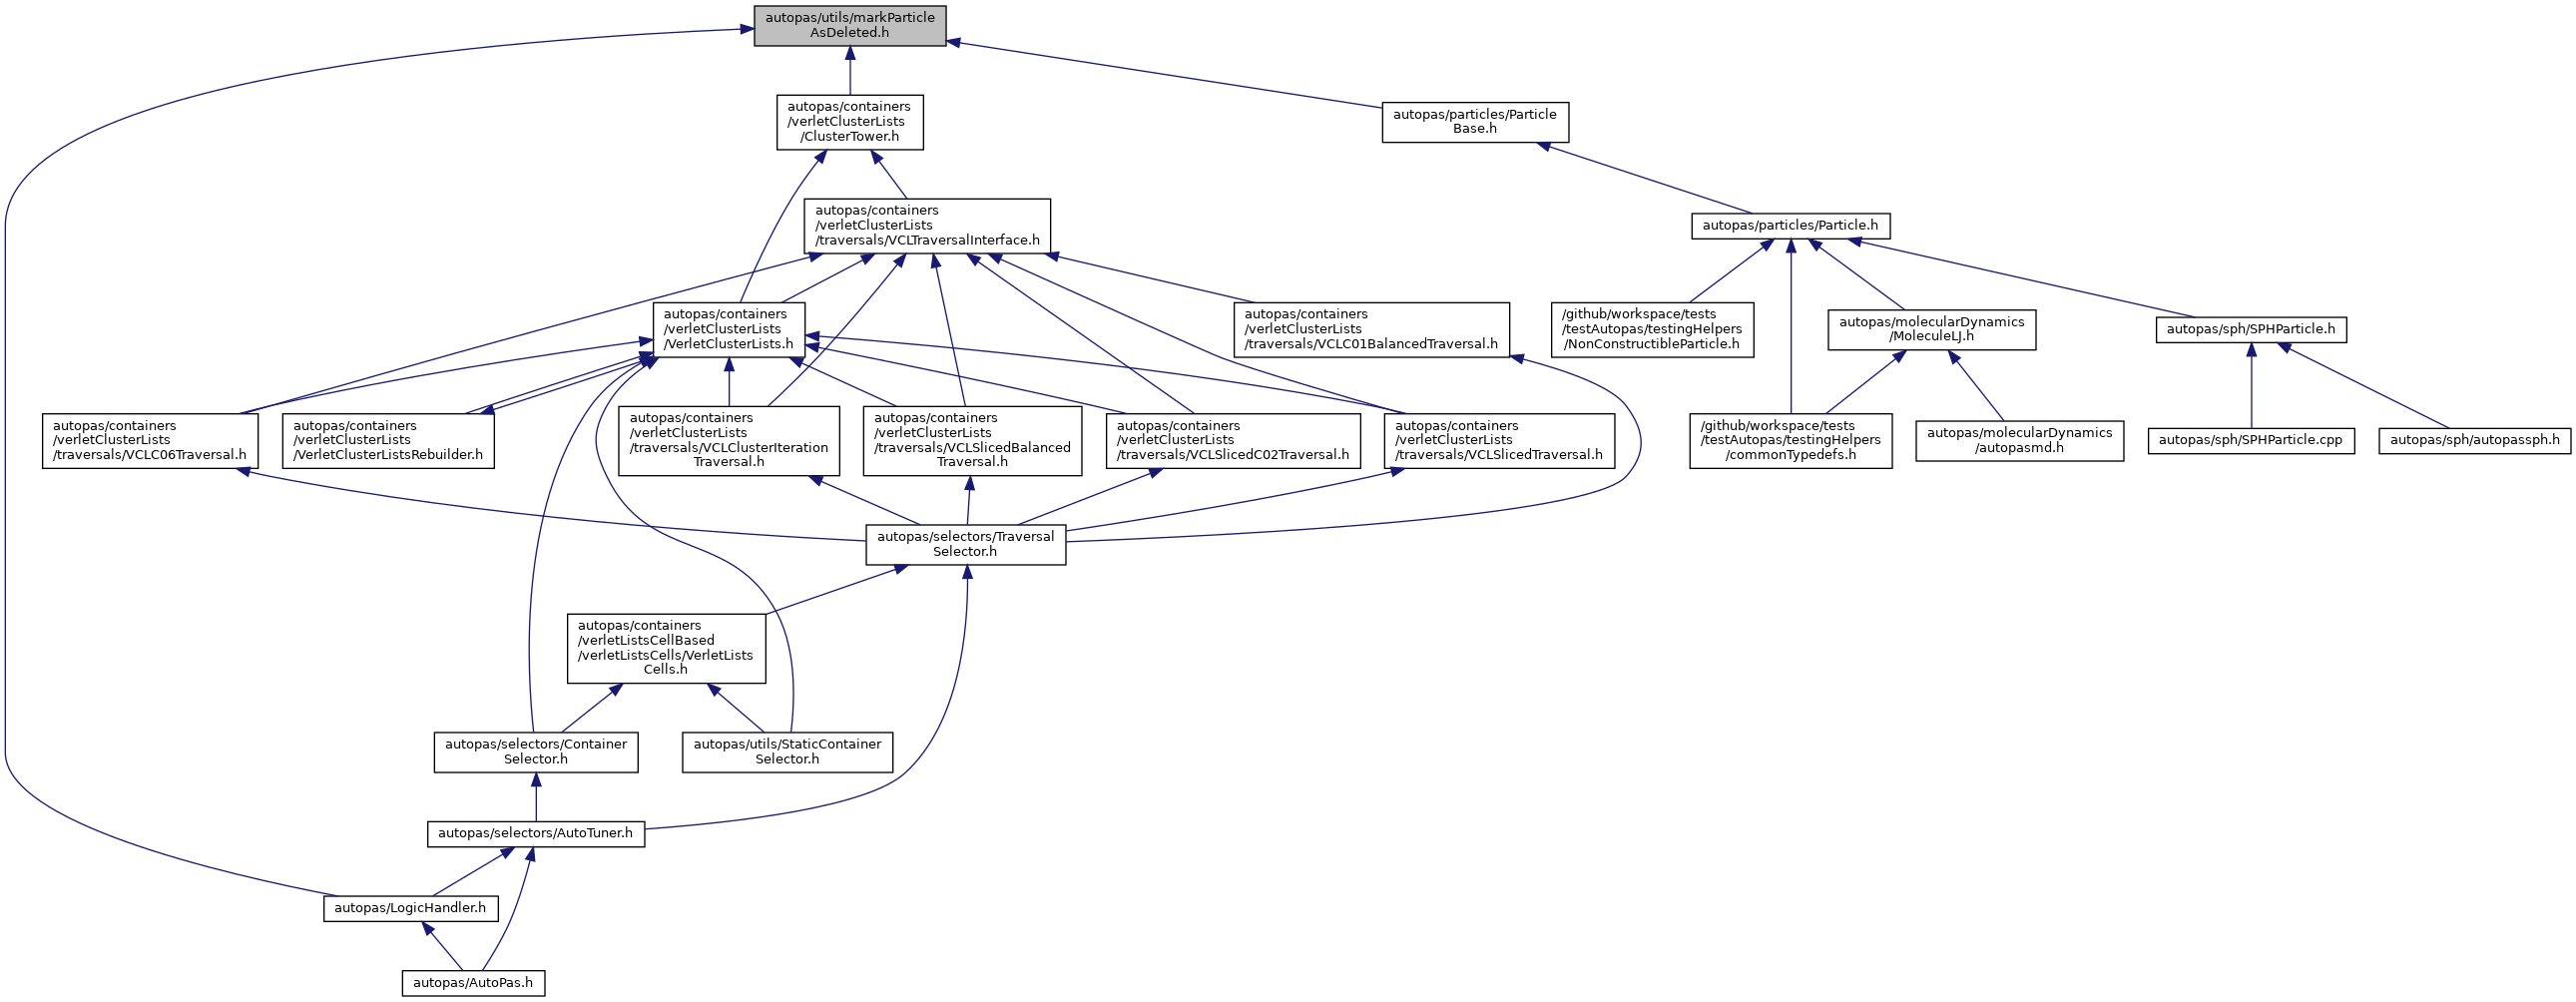 autopas/utils/markParticle
AsDeleted.h
autopas/containers
/verletClusterLists
/ClusterTower.h
autopas/particles/Particle
Base.h
autopas/containers
/verletClusterLists
/traversals/VCLTraversalInterface.h
autopas/particles/Particle.h
autopas/containers
/verletClusterLists
/VerletClusterLists.h
autopas/containers
/verletClusterLists
/traversals/VCLC01BalancedTraversal.h
/github/workspace/tests
/testAutopas/testingHelpers
/NonConstructibleParticle.h
autopas/molecularDynamics
/MoleculeLJ.h
autopas/sph/SPHParticle.h
autopas/containers
/verletClusterLists
/traversals/VCLC06Traversal.h
autopas/containers
/verletClusterLists
/VerletClusterListsRebuilder.h
autopas/containers
/verletClusterLists
/traversals/VCLClusterIteration
Traversal.h
autopas/containers
/verletClusterLists
/traversals/VCLSlicedBalanced
Traversal.h
autopas/containers
/verletClusterLists
/traversals/VCLSlicedC02Traversal.h
autopas/containers
/verletClusterLists
/traversals/VCLSlicedTraversal.h
/github/workspace/tests
/testAutopas/testingHelpers
/commonTypedefs.h
autopas/molecularDynamics
/autopasmd.h
autopas/sph/SPHParticle.cpp
autopas/sph/autopassph.h
autopas/selectors/Traversal
Selector.h
autopas/containers
/verletListsCellBased
/verletListsCells/VerletLists
Cells.h
autopas/selectors/Container
Selector.h
autopas/utils/StaticContainer
Selector.h
autopas/selectors/AutoTuner.h
autopas/LogicHandler.h
autopas/AutoPas.h